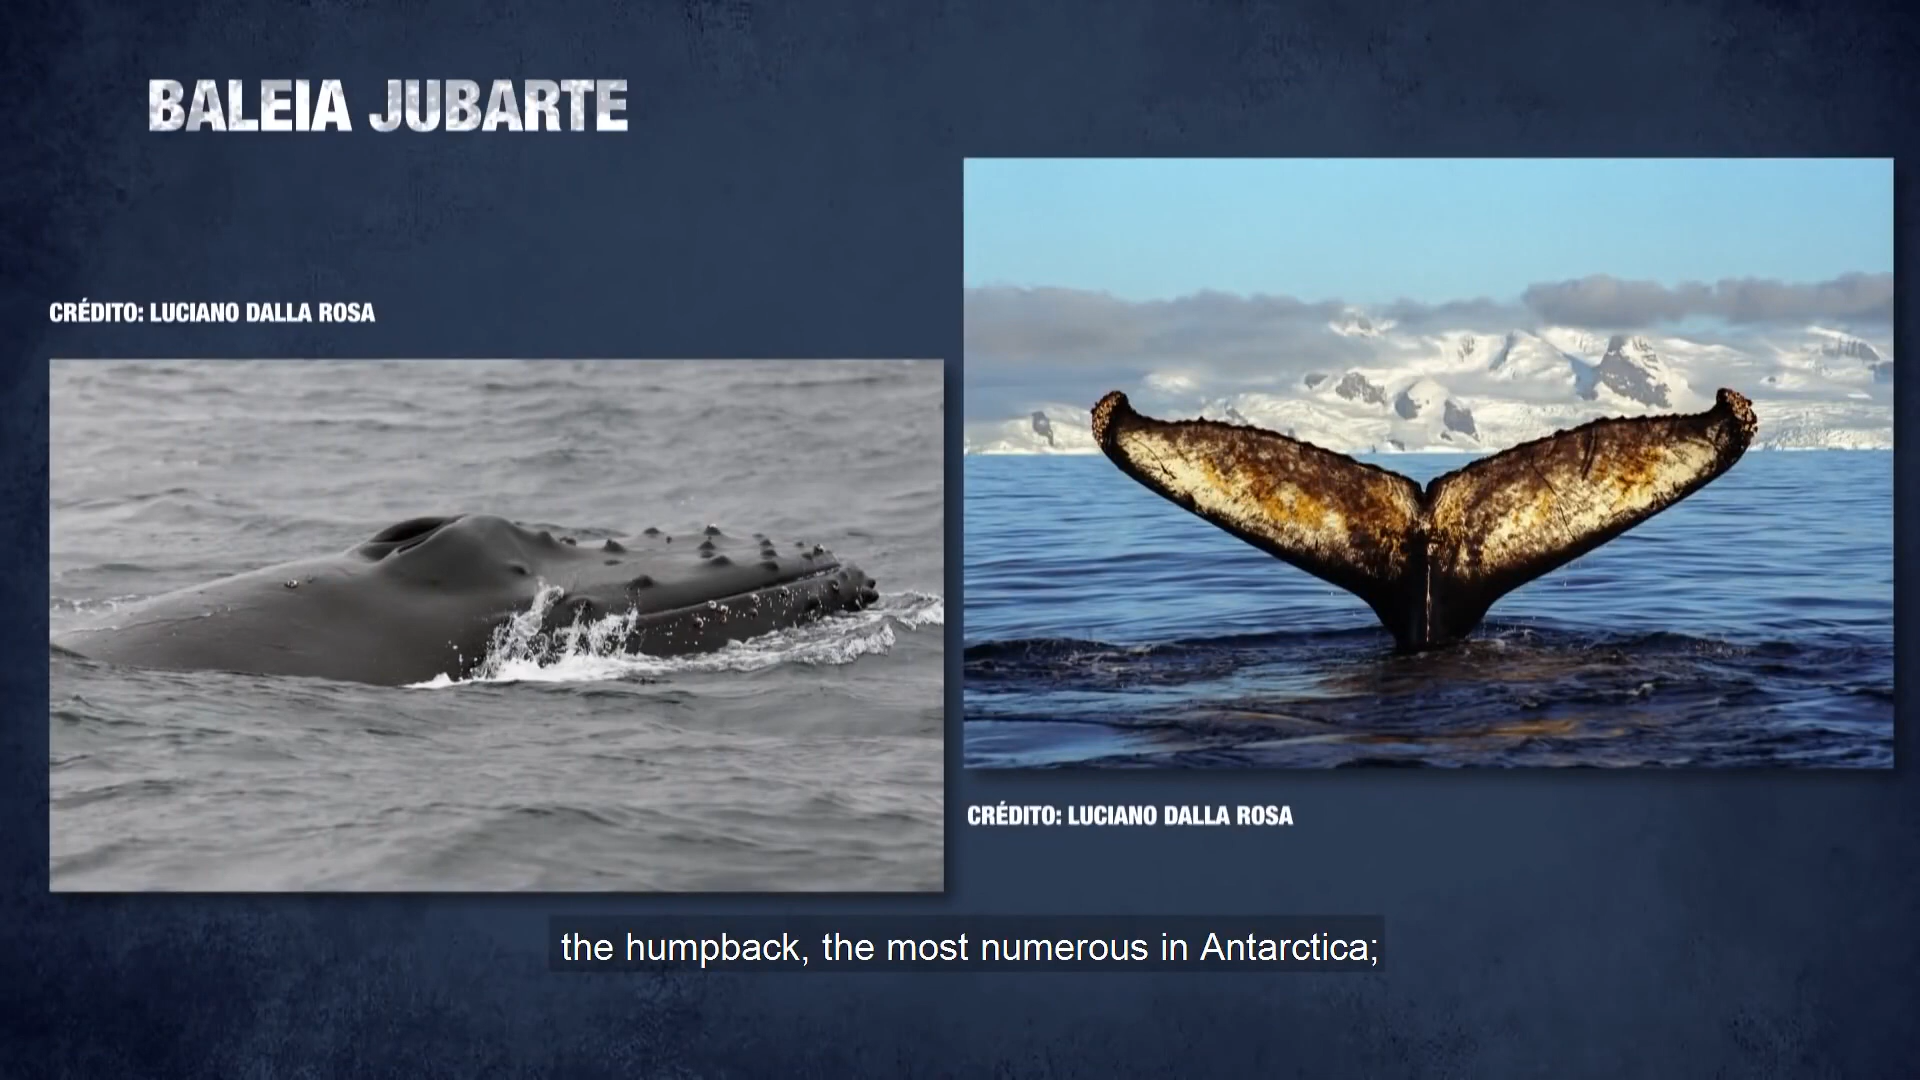 BALEIA JUBARTE
CRÉDITO: LUCIANO DALLA ROSA
CRÉDITO: LUCIANO DALLA ROSA
the humpback, the most numerous in Antarctica;